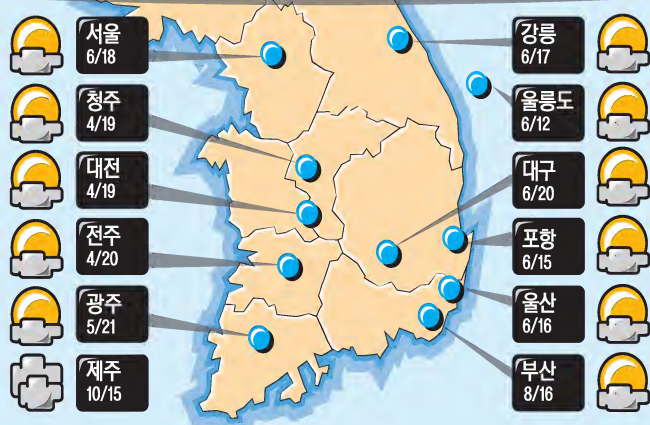 서울
6/18
청주
4/19
대전
4/19
전주
4/20
광주
5/21
제주
10/15
강릉
6/17
울릉도
6/12
대구
6/20
포항
6/15
울산
6/16
부산
8/16